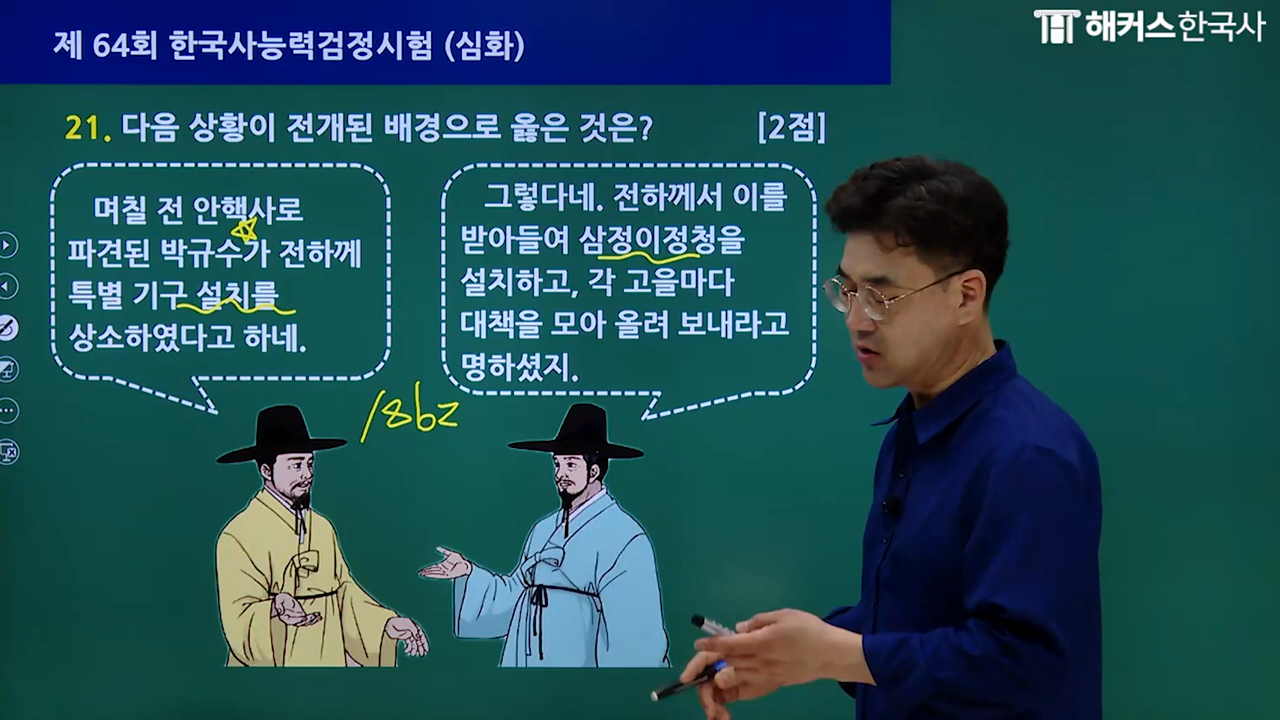 제 64회 한국사능력검정시험 (심화)
해커스한국사
21. 다음 상황이 전개된 배경으로 옳은 것은? [2점]
며칠 전 안핵사로
파견된 박규수가 전하께
특별 기구 설치를
상소하였다고 하네.
그렇다네. 전하께서 이를
받아들여 삼정이정청을
설치하고, 각 고을마다
대책을 모아 올려 보내라고
명하셨지.
1862